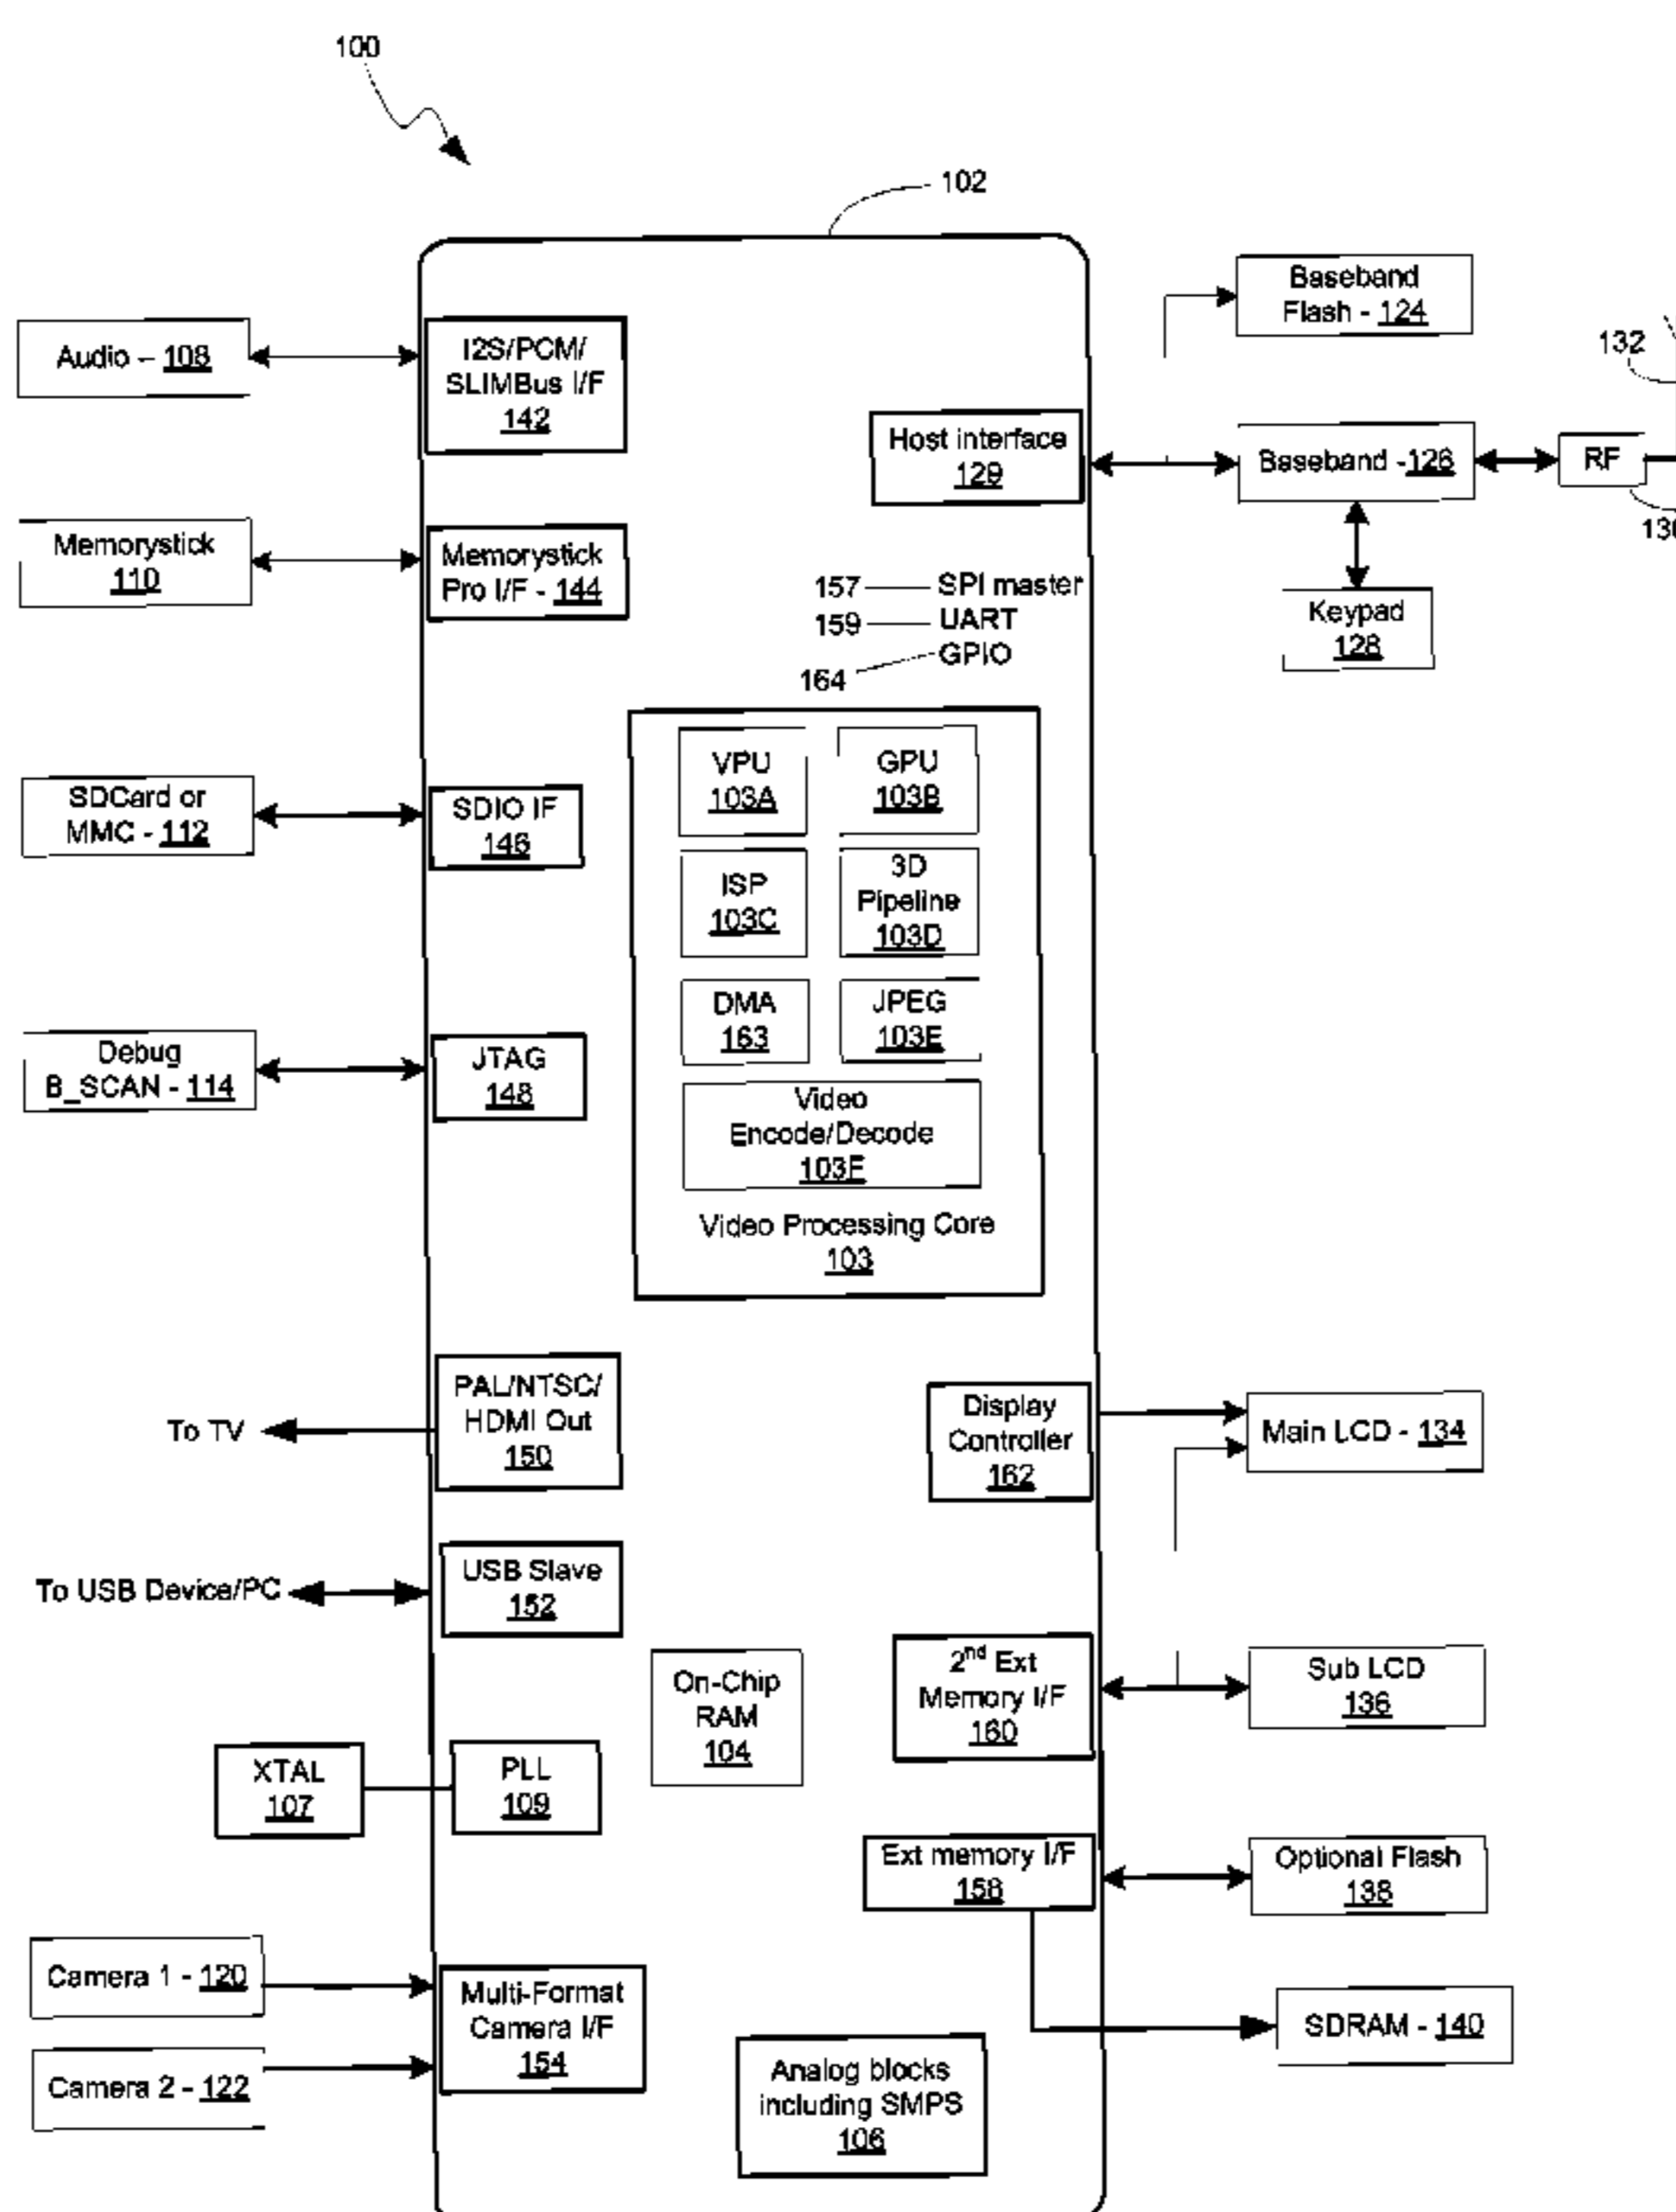 100
102
Audio – 108
I2S/PCM/
SLIMBus I/F
142
Baseband
Flash - 124
132
Host interface
129
Baseband -126
RF
Memorystick
110
Memorystick
Pro I/F - 144
157
SPI master
159
UART
GPIO
164
Keypad
128
VPU
103A
GPU
103B
SDCard or
MMC - 112
SDIO IF
146
ISP
103C
3D
Pipeline
103D
DMA
163
JPEG
103E
Debug
B_SCAN - 114
JTAG
148
Video
Encode/Decode
103F
Video Processing Core
103
To TV
PAL/NTSC/
HDMI Out
150
Display
Controller
162
Main LCD - 134
To USB Device/PC
USB Slave
152
On-Chip
RAM
104
2nd Ext
Memory I/F
160
Sub LCD
136
XTAL
107
PLL
109
Ext memory I/F
158
Optional Flash
138
Camera 1 - 120
Camera 2 - 122
Multi-Format
Camera I/F
154
SDRAM - 140
Analog blocks
including SMPS
106